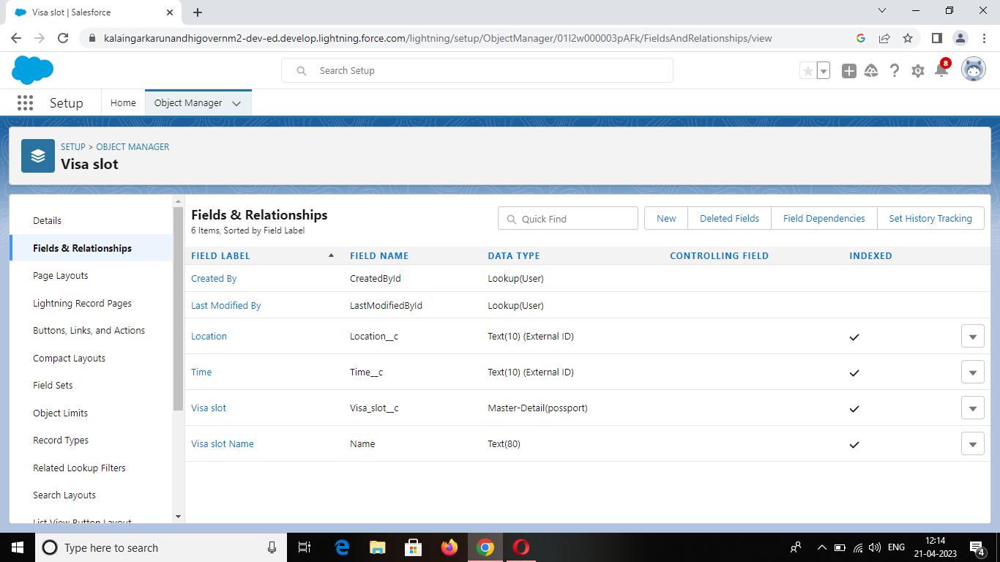 Visa slot | Salesforce
kalaingarkarunandhigovernm2-dev-ed.develop.lightning.force.com/lightning/setup/ObjectManager/01I2w000003pAFk/FieldsAndRelationships/view
Search Setup
8
Setup
Home
Object Manager
SETUP > OBJECT MANAGER
Visa slot
Details
Fields & Relationships
Page Layouts
Lightning Record Pages
Buttons, Links, and Actions
Compact Layouts
Field Sets
Object Limits
Record Types
Related Lookup Filters
Search Layouts
List View Button Layout
Fields & Relationships
6 Items, Sorted by Field Label
Quick Find
New
Deleted Fields
Field Dependencies
Set History Tracking
FIELD LABEL FIELD NAME DATA TYPE CONTROLLING FIELD INDEXED
Created By CreatedById Lookup(User)
Last Modified By LastModifiedById Lookup(User)
Location Location__c Text(10) (External ID)
Time Time__c Text(10) (External ID)
Visa slot Visa_slot__c Master-Detail(possport)
Visa slot Name Name Text(80)
Type here to search
ENG
12:14
21-04-2023
4